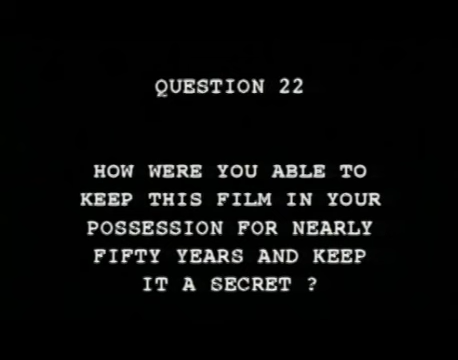 QUESTION 22
HOW WERE YOU ABLE TO
KEEP THIS FILM IN YOUR
POSSESSION FOR NEARLY
FIFTY YEARS AND KEEP
IT A SECRET ?